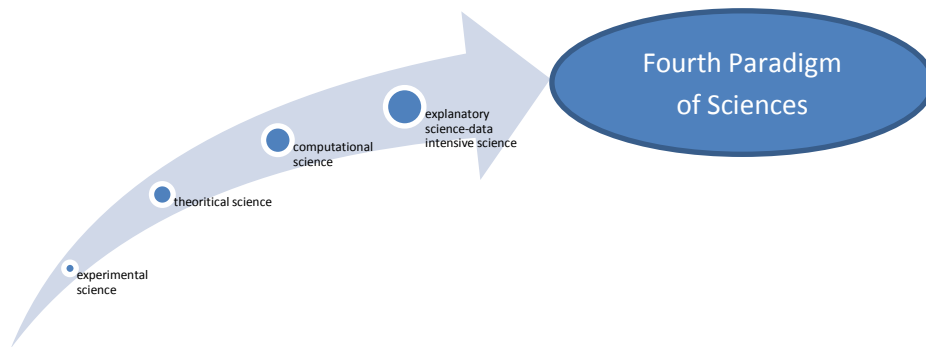 Fourth Paradigm
of Sciences
explanatory
science-data
intensive science
computational
science
theoritical science
experimental
science